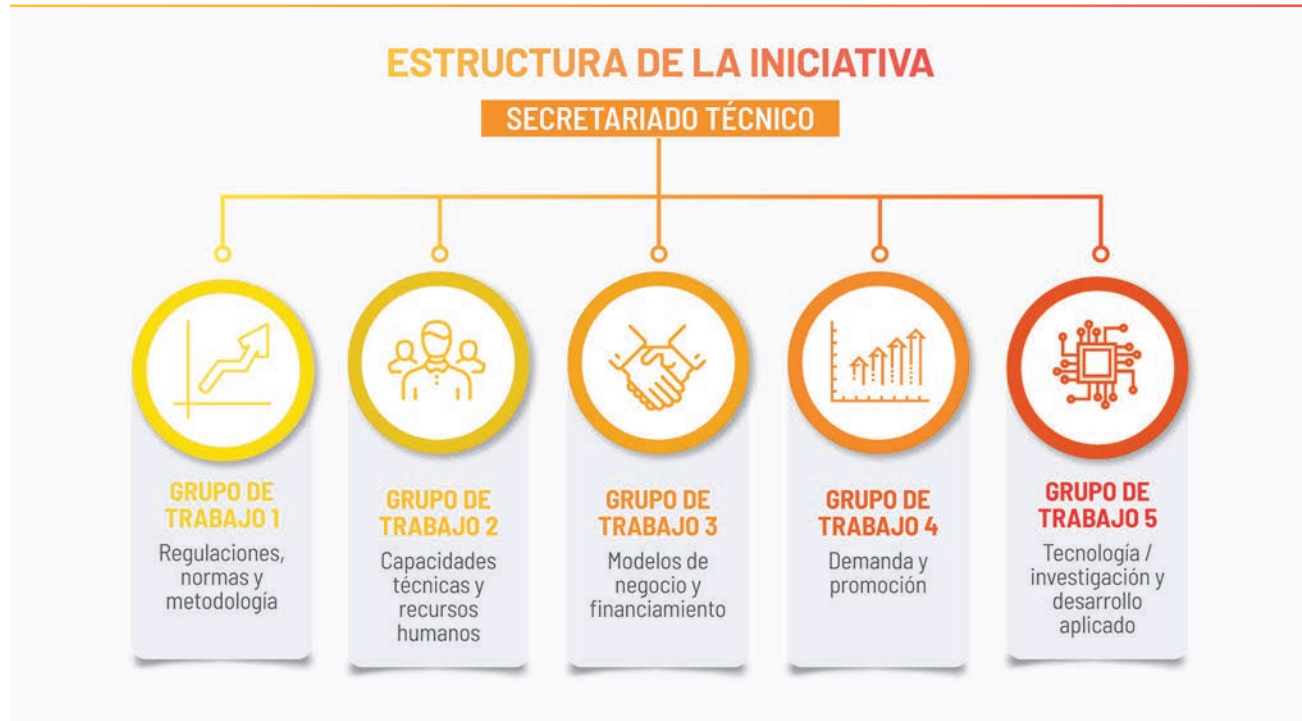 ESTRUCTURA DE LA INICIATIVA
SECRETARIADO TÉCNICO
GRUPO DE
TRABAJO 1
Regulaciones,
normas y
metodología
GRUPO DE
TRABAJO 2
Capacidades
técnicas y
recursos
humanos
GRUPO DE
TRABAJO 3
Modelos de
negocio y
financiamiento
GRUPO DE
TRABAJO 4
Demanda y
promoción
GRUPO DE
TRABAJO 5
Tecnología /
investigación y
desarrollo
aplicado